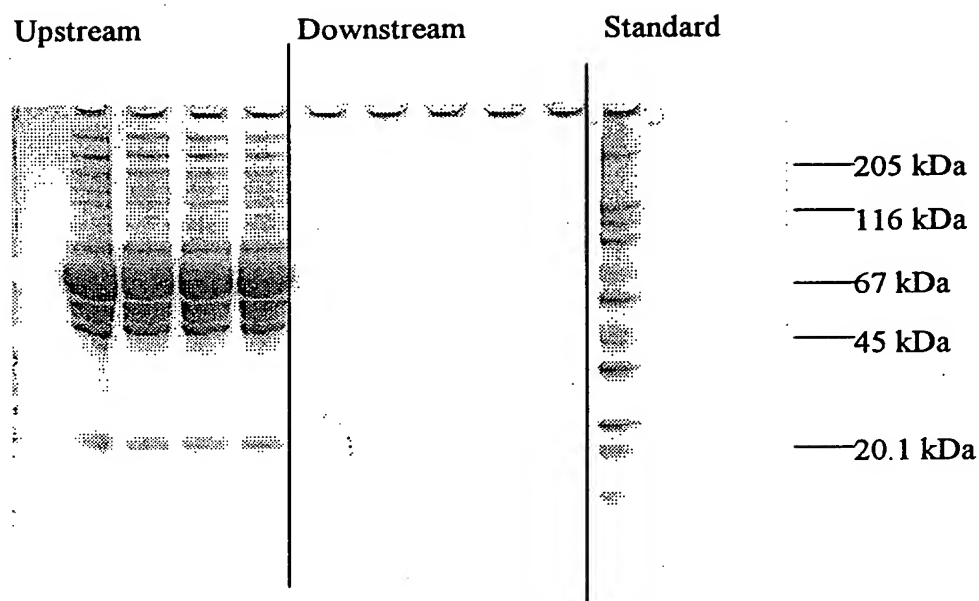 Upstream
Downstream
Standard
205 kDa
116 kDa
67 kDa
45 kDa
20.1 kDa